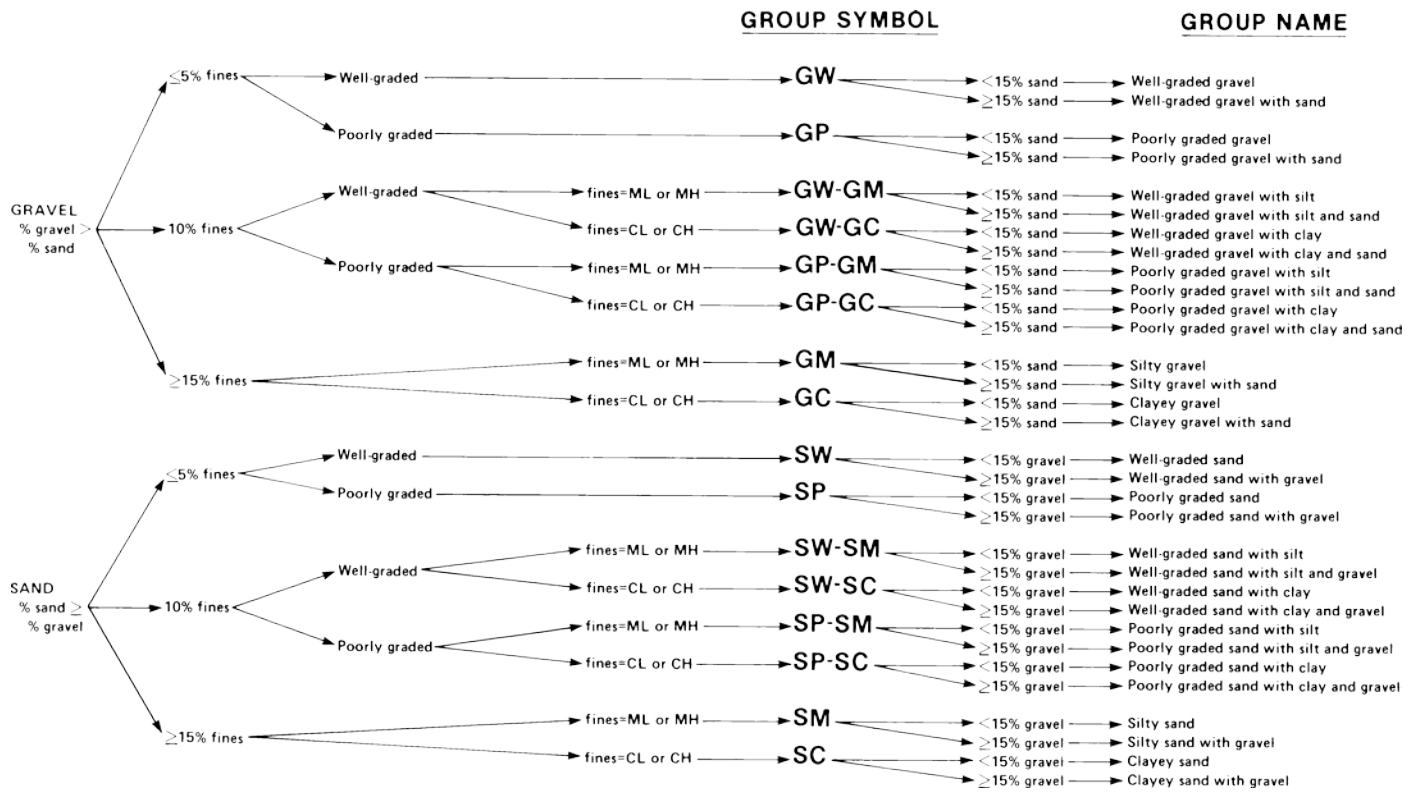 GROUP SYMBOL GROUP NAME
≤5% fines Well-graded GW <15% sand Well-graded gravel
≥15% sand Well-graded gravel with sand
Poorly graded GP <15% sand Poorly graded gravel
≥15% sand Poorly graded gravel with sand
GRAVEL
% gravel >
% sand
10% fines Well-graded fines=ML or MH GW-GM <15% sand Well-graded gravel with silt
≥15% sand Well-graded gravel with silt and sand
fines=CL or CH GW-GC <15% sand Well-graded gravel with clay
≥15% sand Well-graded gravel with clay and sand
Poorly graded fines=ML or MH GP-GM <15% sand Poorly graded gravel with silt
≥15% sand Poorly graded gravel with silt and sand
fines=CL or CH GP-GC <15% sand Poorly graded gravel with clay
≥15% sand Poorly graded gravel with clay and sand
≥15% fines fines=ML or MH GM <15% sand Silty gravel
≥15% sand Silty gravel with sand
fines=CL or CH GC <15% sand Clayey gravel
≥15% sand Clayey gravel with sand
≤5% fines Well-graded SW <15% gravel Well-graded sand
≥15% gravel Well-graded sand with gravel
Poorly graded SP <15% gravel Poorly graded sand
≥15% gravel Poorly graded sand with gravel
SAND
% sand ≥
% gravel
10% fines Well-graded fines=ML or MH SW-SM <15% gravel Well-graded sand with silt
≥15% gravel Well-graded sand with silt and gravel
fines=CL or CH SW-SC <15% gravel Well-graded sand with clay
≥15% gravel Well-graded sand with clay and gravel
Poorly graded fines=ML or MH SP-SM <15% gravel Poorly graded sand with silt
≥15% gravel Poorly graded sand with silt and gravel
fines=CL or CH SP-SC <15% gravel Poorly graded sand with clay
≥15% gravel Poorly graded sand with clay and gravel
≥15% fines fines=ML or MH SM <15% gravel Silty sand
≥15% gravel Silty sand with gravel
fines=CL or CH SC <15% gravel Clayey sand
≥15% gravel Clayey sand with gravel